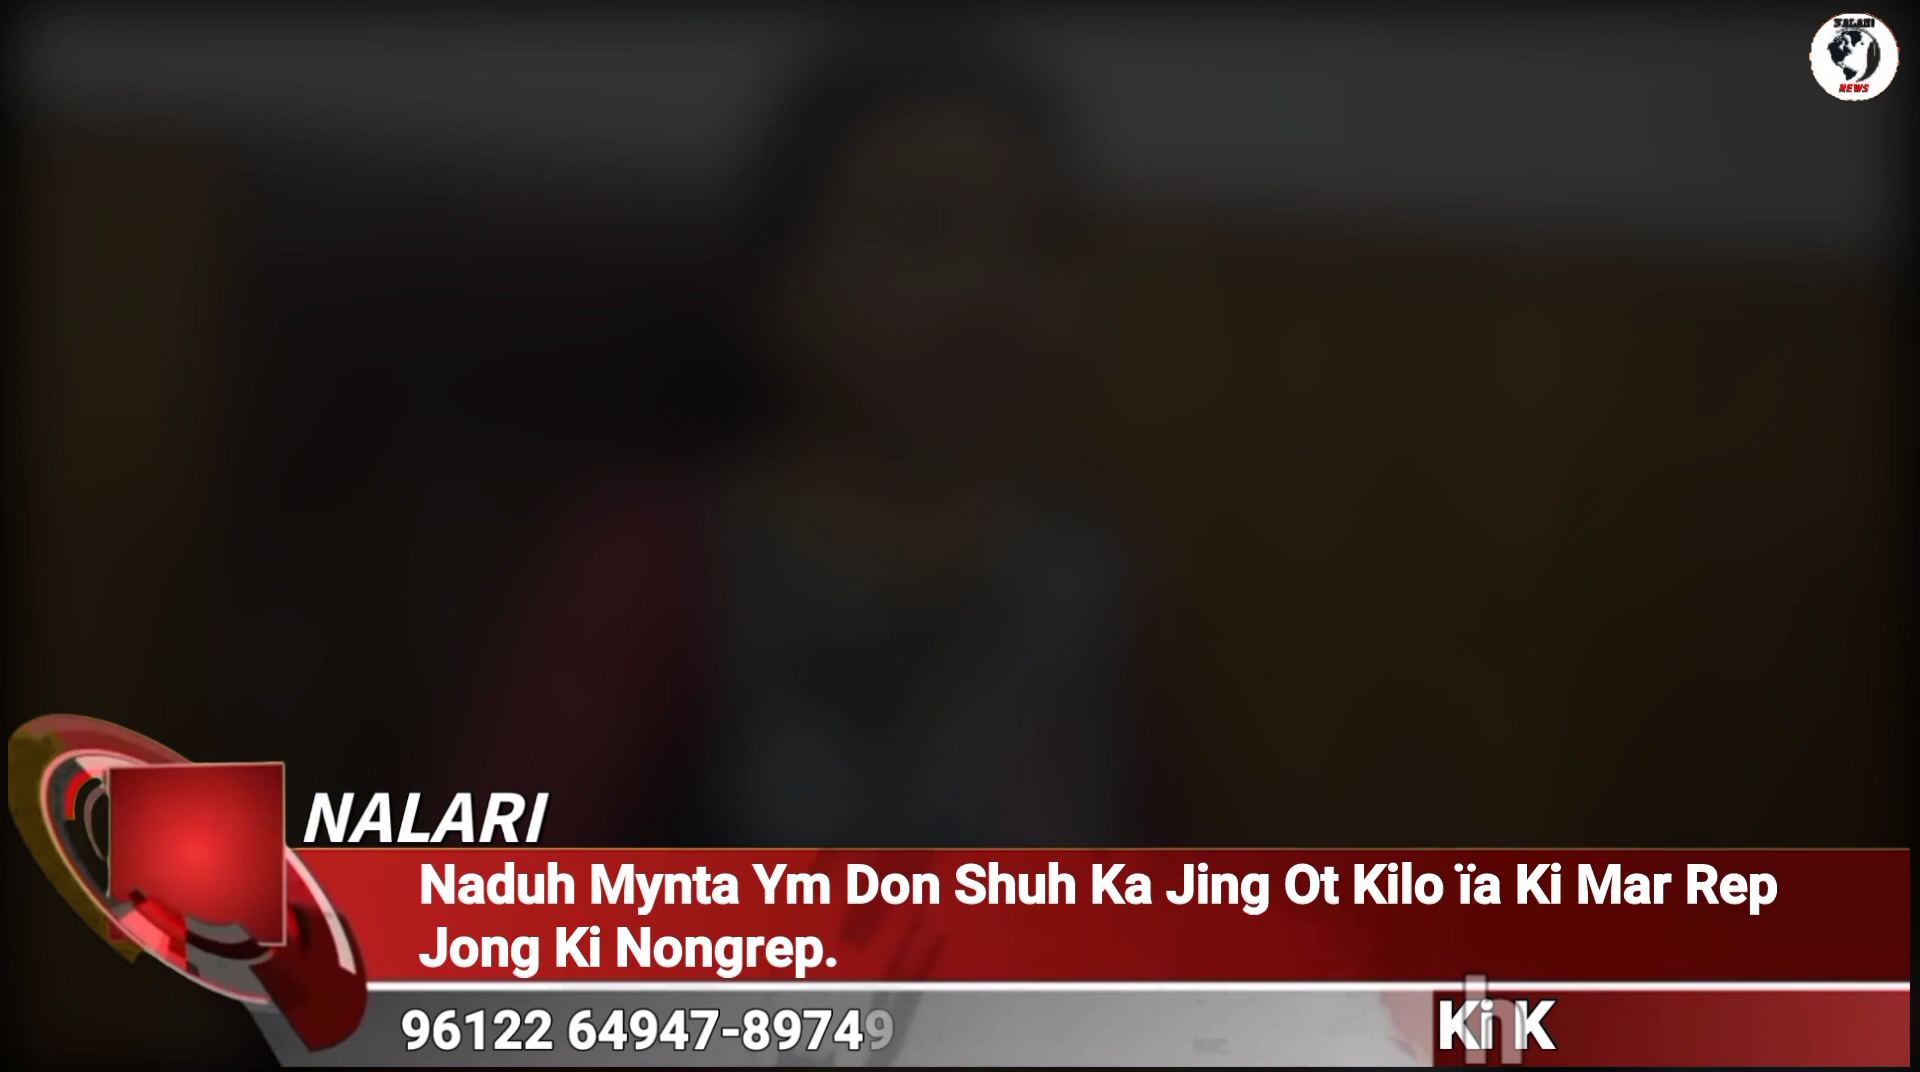 NEWS
NALARI
Naduh Mynta Ym Don Shuh Ka Jing Ot Kilo ïa Ki Mar Rep
Jong Ki Nongrep.
96122 64947-89749
Ki K